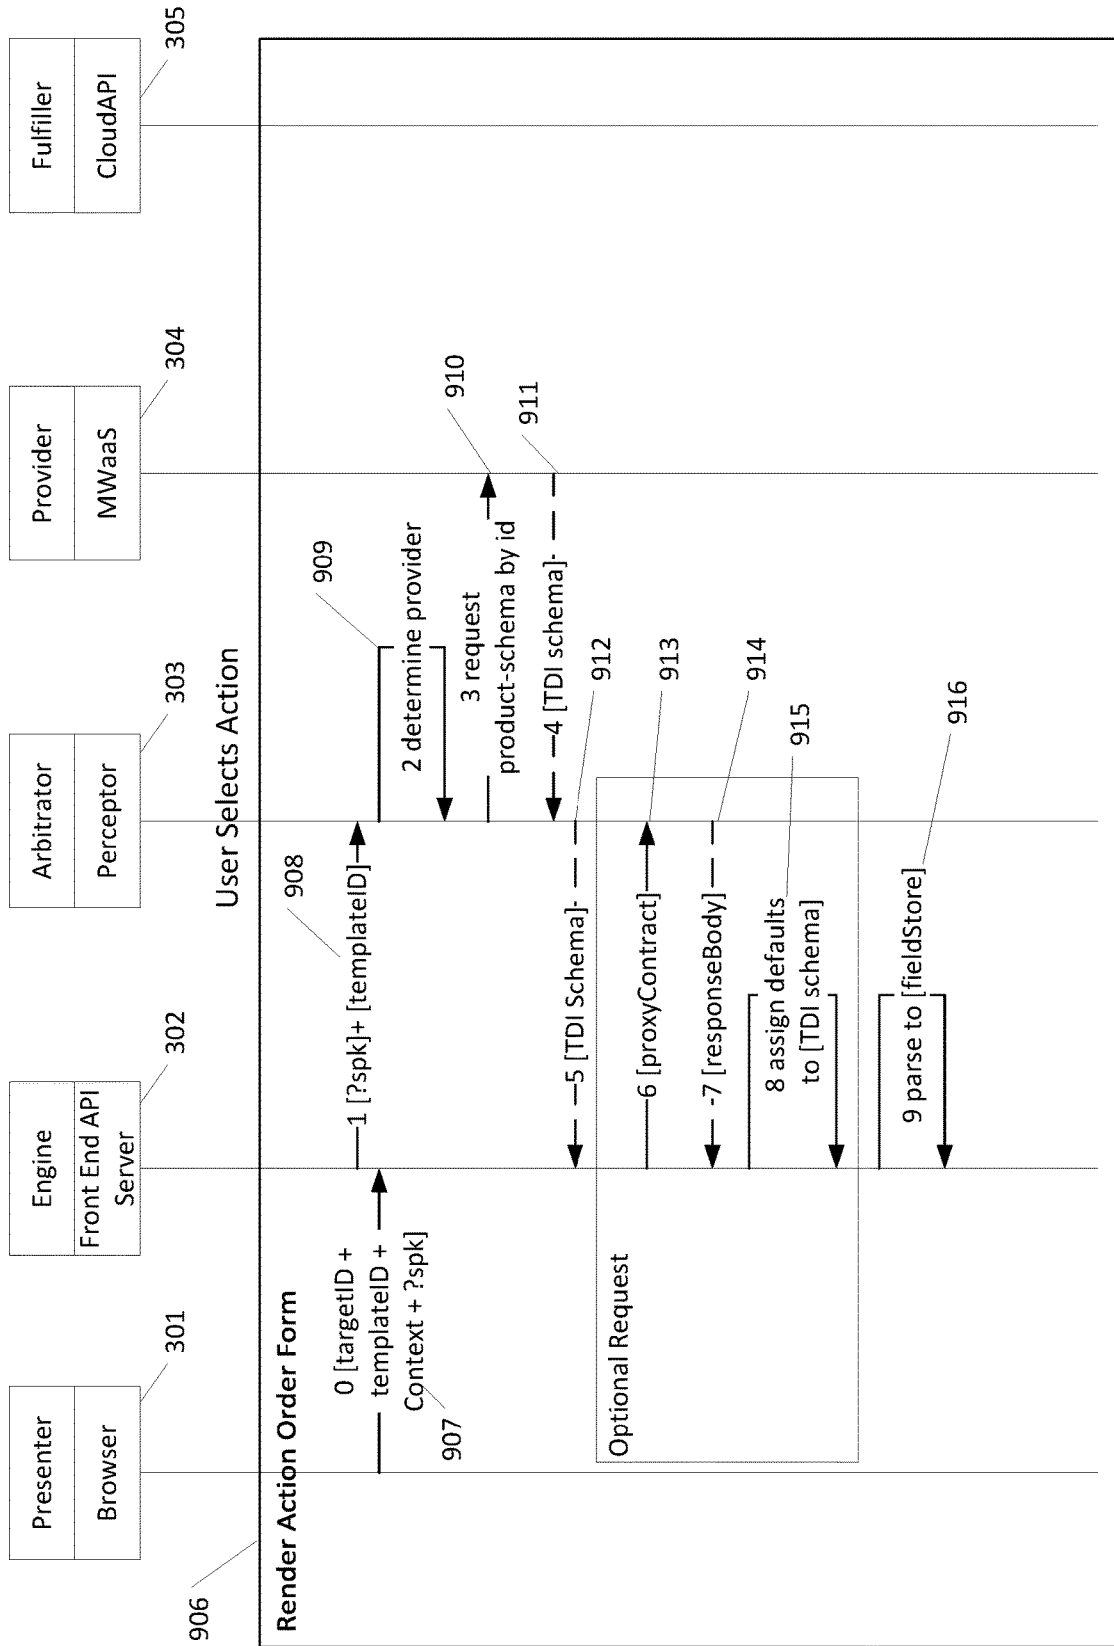 Presenter
Browser
301
Engine
Front End API
Server
302
Arbitrator
Perceptor
303
Provider
MWaaS
304
Fulfiller
CloudAPI
305
906
User Selects Action
Render Action Order Form
0 [targetID +
templateID +
Context + ?spk]
907
1 [?spk]+ [templateID]
908
2 determine provider
909
3 request
product-schema by id
910
4 [TDI schema]
911
5 [TDI Schema]
912
Optional Request
6 [proxyContract]
913
7 [responseBody]
914
8 assign defaults
to [TDI schema]
915
9 parse to [fieldStore]
916